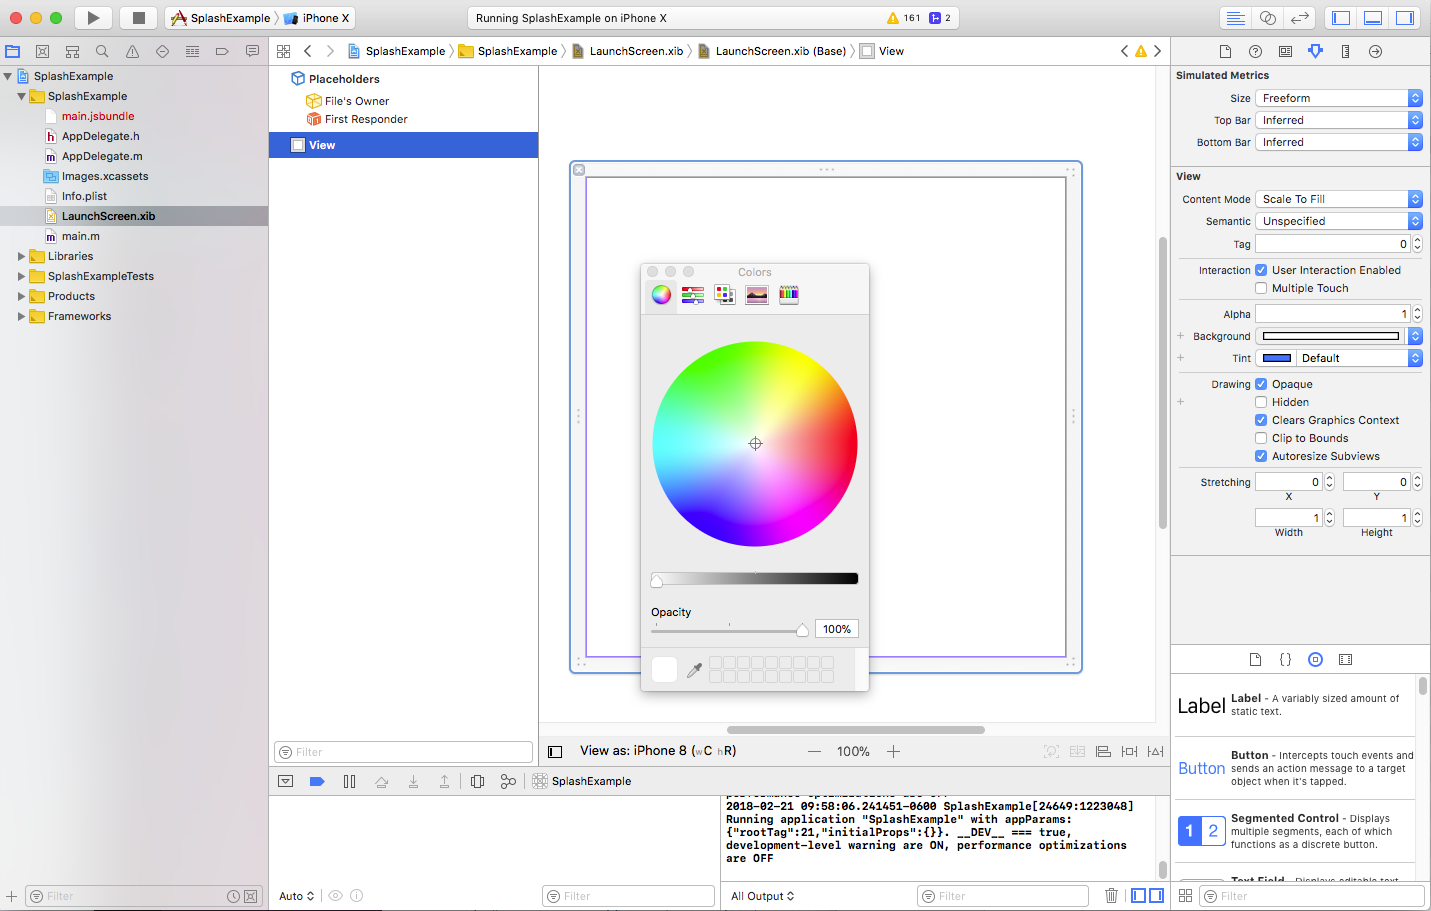 SplashExample
iPhone X
Running SplashExample on iPhone X
161
2
SplashExample
SplashExample
LaunchScreen.xib
LaunchScreen.xib (Base)
View
SplashExample
SplashExample
main.jsbundle
AppDelegate.h
AppDelegate.m
Images.xcassets
Info.plist
LaunchScreen.xib
main.m
Libraries
SplashExampleTests
Products
Frameworks
Filter
Placeholders
File's Owner
First Responder
View
Filter
Colors
Opacity
100%
View as: iPhone 8 (wC hR)
100%
SplashExample
Auto
Filter
2018-02-21 09:58:06.241451-0600 SplashExample[24649:1223048]
Running application "SplashExample" with appParams:
{"rootTag":21,"initialProps":{}}. __DEV__ === true,
development-level warning are ON, performance optimizations
are OFF
All Output
Filter
Simulated Metrics
Size Freeform
Top Bar Inferred
Bottom Bar Inferred
View
Content Mode Scale To Fill
Semantic Unspecified
Tag 0
Interaction User Interaction Enabled
Multiple Touch
Alpha 1
Background
Tint Default
Drawing Opaque
Hidden
Clears Graphics Context
Clip to Bounds
Autoresize Subviews
Stretching 0 0
X Y
1 1
Width Height
Label
Label - A variably sized amount of
static text.
Button
Button - Intercepts touch events and
sends an action message to a target
object when it's tapped.
1 2
Segmented Control - Displays
multiple segments, each of which
functions as a discrete button.
Text Field - Displays editable text
Filter